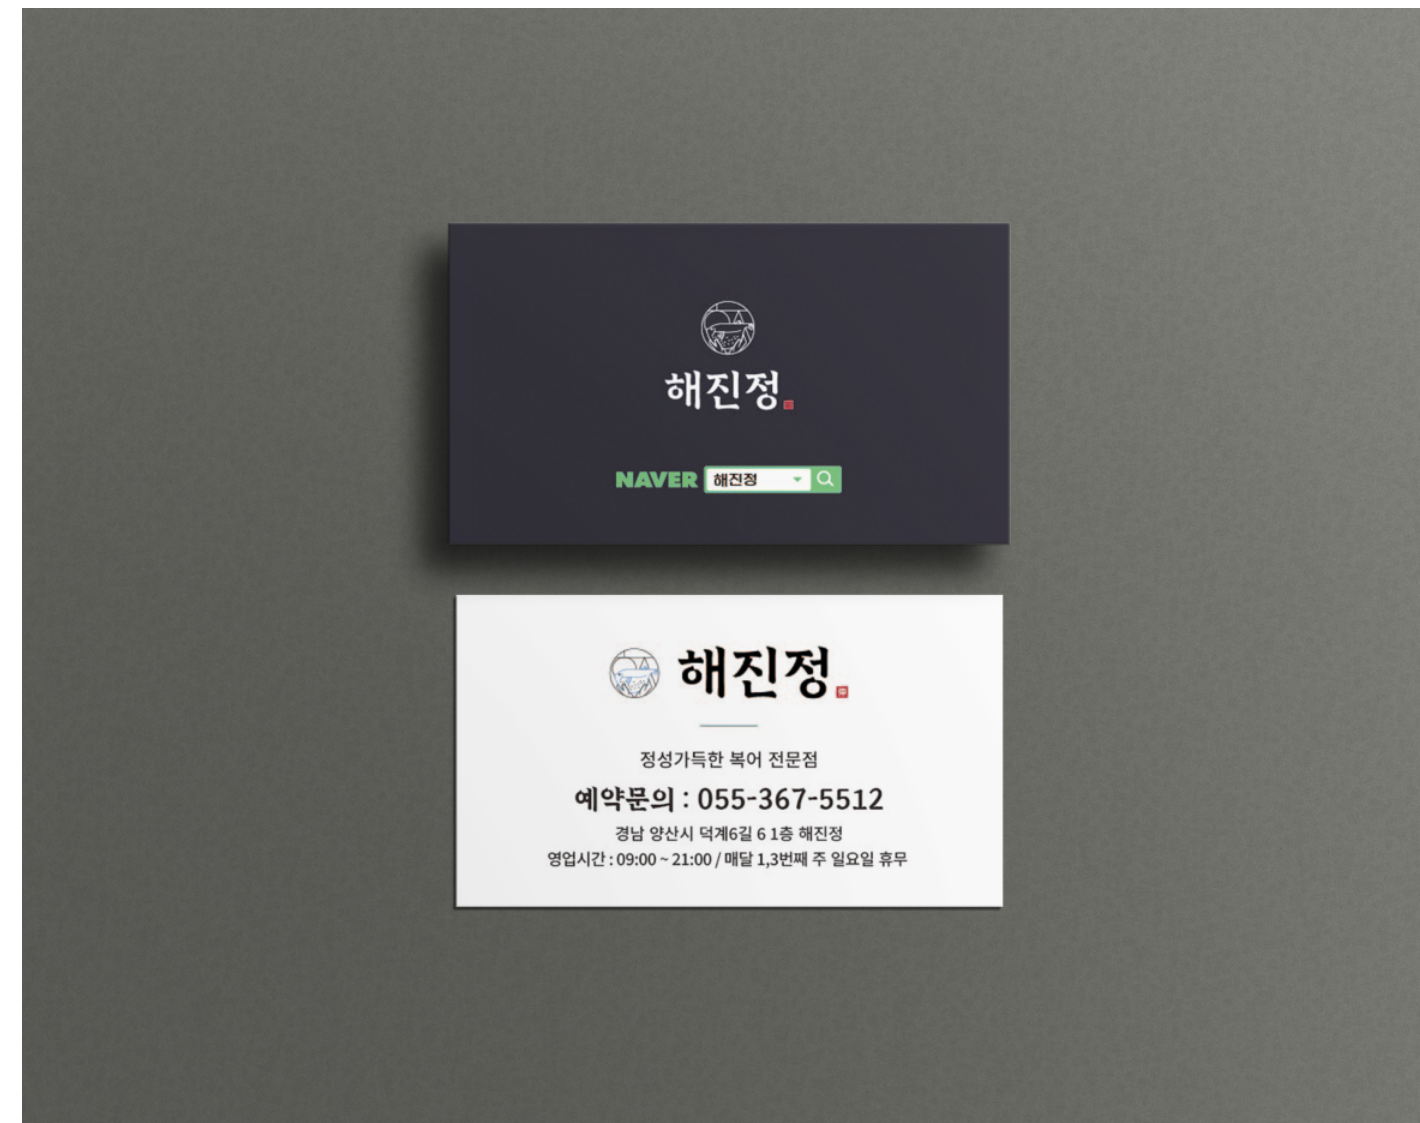 해진정
NAVER 해진정
해진정
정성가득한 복어 전문점
예약문의 : 055-367-5512
경남 양산시 덕계6길 6 1층 해진정
영업시간 : 09:00 ~ 21:00 / 매달 1,3번째 주 일요일 휴무